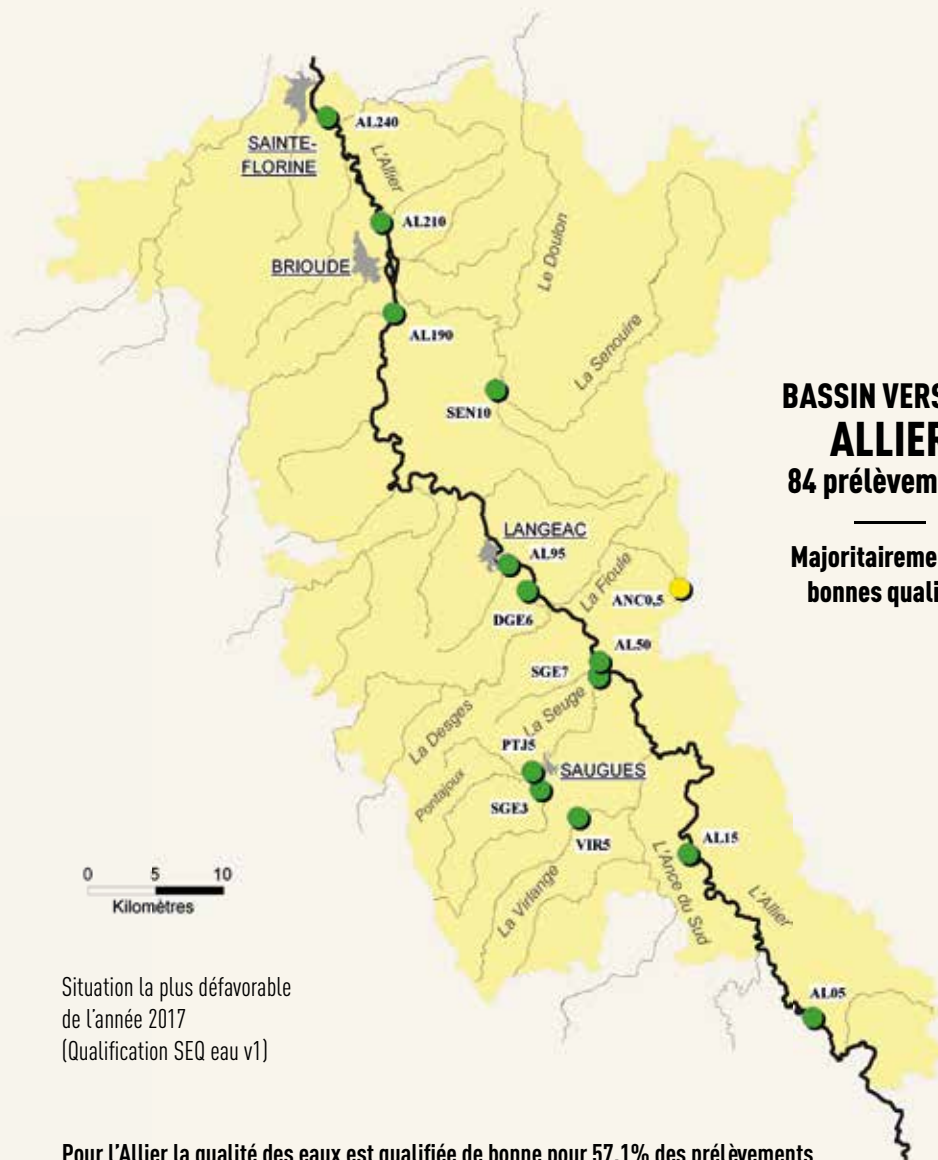 AL240
SAINTE-
FLORINE
L'Allier
AL210
BRIOUDE
Le Doulon
AL190
La Senouire
SEN10
BASSIN VERS
ALLIER
84 prélèvem
LANGEAC
AL95
Majoritaireme
bonnes quali
La Fioule
ANC0,5
DGE6
AL50
SGE7
La Seuge
La Desges
PTJ5
SAUGUES
Pontajoux
SGE3
VIR5
AL15
L'Ance du Sud
La Virlange
L'Allier
0 5 10
Kilomètres
Situation la plus défavorable
de l'année 2017
(Qualification SEQ eau v1)
AL05
Pour l'Allier la qualité des eaux est qualifiée de bonne pour 57,1% des prélèvements